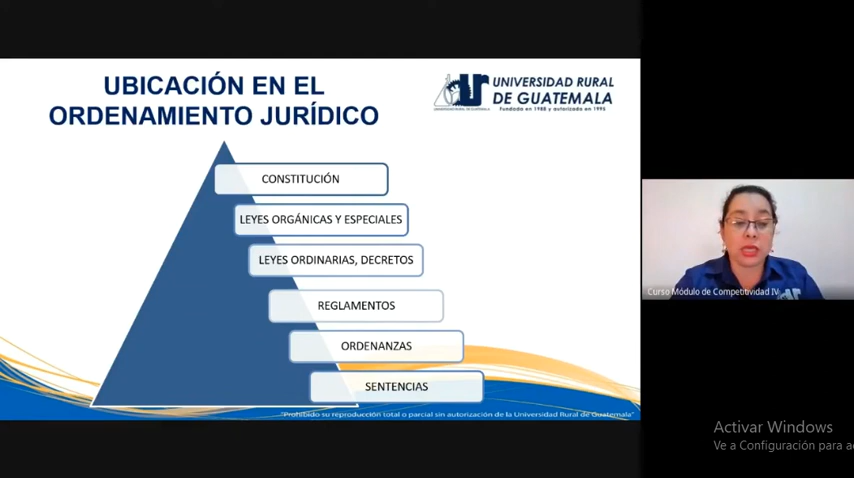 UBICACIÓN EN EL
ORDENAMIENTO JURÍDICO
UNIVERSIDAD RURAL
DE GUATEMALA
Fundada en 1988 y autorizada en 1995
CONSTITUCIÓN
LEYES ORGÁNICAS Y ESPECIALES
LEYES ORDINARIAS, DECRETOS
REGLAMENTOS
ORDENANZAS
SENTENCIAS
"Prohibido su reproducción total o parcial sin autorización de la Universidad Rural de Guatemala"
Curso Módulo de Competitividad IV
Activar Windows
Ve a Configuración para a